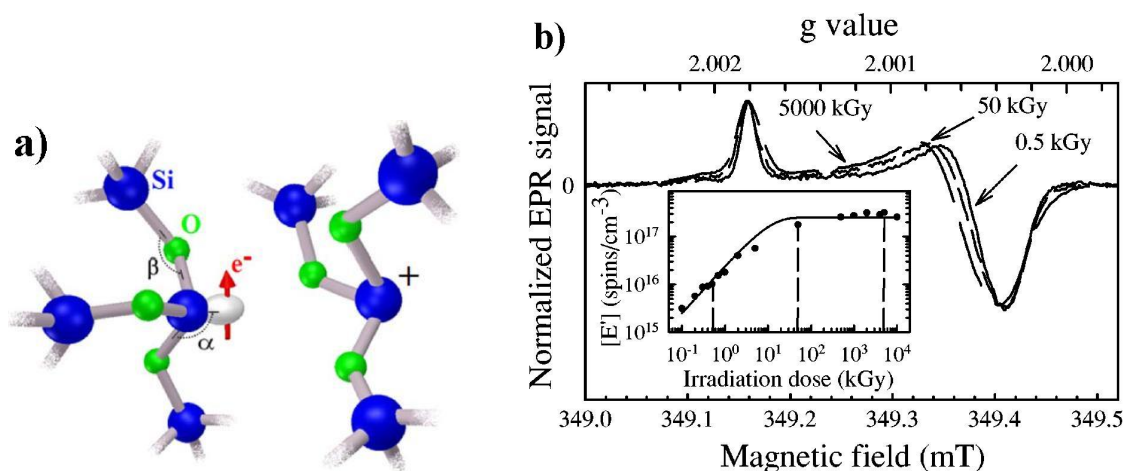 a)
Si
O
β
e-
α
+
b)
g value
2.002
2.001
2.000
Normalized EPR signal
0
5000 kGy
50 kGy
0.5 kGy
[E'] (spins/cm-3)
10^17
10^16
10^15
10^-1
10^0
10^1
10^2
10^3
10^4
Irradiation dose (kGy)
349.0
349.1
349.2
349.3
349.4
349.5
Magnetic field (mT)